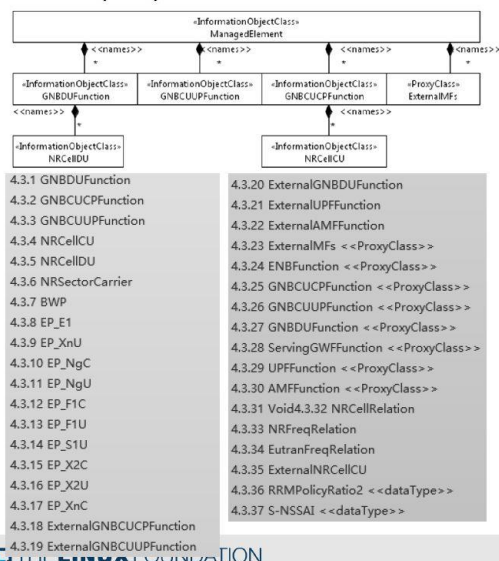 «InformationObjectClass»
ManagedElement
<<names>>
<<names>>
<<names>>
*
*
*
*
«InformationObjectClass»
GNBDUFunction
«InformationObjectClass»
GNBCUUPFunction
«InformationObjectClass»
GNBCUCPFunction
«ProxyClass»
ExternalMFs
<<names>>
*
*
«InformationObjectClass»
NRCellDU
«InformationObjectClass»
NRCellCU
4.3.1 GNBDUFunction
4.3.2 GNBCUCPFunction
4.3.3 GNBCUUPFunction
4.3.4 NRCellCU
4.3.5 NRCellDU
4.3.6 NRSectorCarrier
4.3.7 BWP
4.3.8 EP_E1
4.3.9 EP_XnU
4.3.10 EP_NgC
4.3.11 EP_NgU
4.3.12 EP_F1C
4.3.13 EP_F1U
4.3.14 EP_S1U
4.3.15 EP_X2C
4.3.16 EP_X2U
4.3.17 EP_XnC
4.3.18 ExternalGNBCUCPFunction
4.3.19 ExternalGNBCUUPFunction
4.3.20 ExternalGNBDUFunction
4.3.21 ExternalUPFFunction
4.3.22 ExternalAMFFunction
4.3.23 ExternalMFs <<ProxyClass>>
4.3.24 ENBFunction <<ProxyClass>>
4.3.25 GNBCUCPFunction <<ProxyClass>>
4.3.26 GNBCUUPFunction <<ProxyClass>>
4.3.27 GNBDUFunction <<ProxyClass>>
4.3.28 ServingGWFFunction <<ProxyClass>>
4.3.29 UPFFunction <<ProxyClass>>
4.3.30 AMFFunction <<ProxyClass>>
4.3.31 Void4.3.32 NRCellRelation
4.3.33 NRFreqRelation
4.3.34 EutranFreqRelation
4.3.35 ExternalNRCellCU
4.3.36 RRMPolicyRatio2 <<dataType>>
4.3.37 S-NSSAI <<dataType>>
THE LINUX FOUNDATION